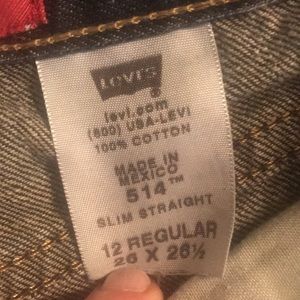 LEVI'S
levi.com
(800) USA-LEVI
100% COTTON
MADE IN
MEXICO
514™
SLIM STRAIGHT
12 REGULAR
26 X 26½